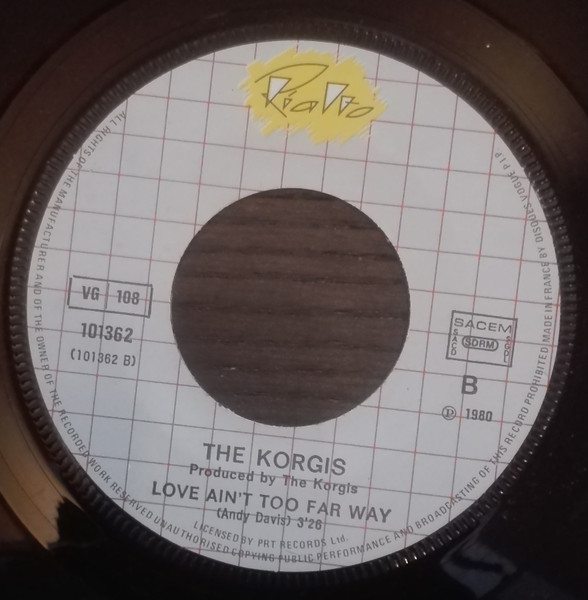 Rialto
VG 108
101362
(101362 B)
SACEM
SACD
SDRM
SGDL
B
℗ 1980
THE KORGIS
Produced by The Korgis
LOVE AIN'T TOO FAR WAY
(Andy Davis) 3'26
LICENSED BY PRT RECORDS Ltd.
ALL RIGHTS OF THE MANUFACTURER AND OF THE OWNER OF THE RECORDED WORK RESERVED UNAUTHORISED COPYING PUBLIC PERFORMANCE AND BROADCASTING OF THIS RECORD PROHIBITED MADE IN FRANCE BY DISQUES VOGUE P.I.P.